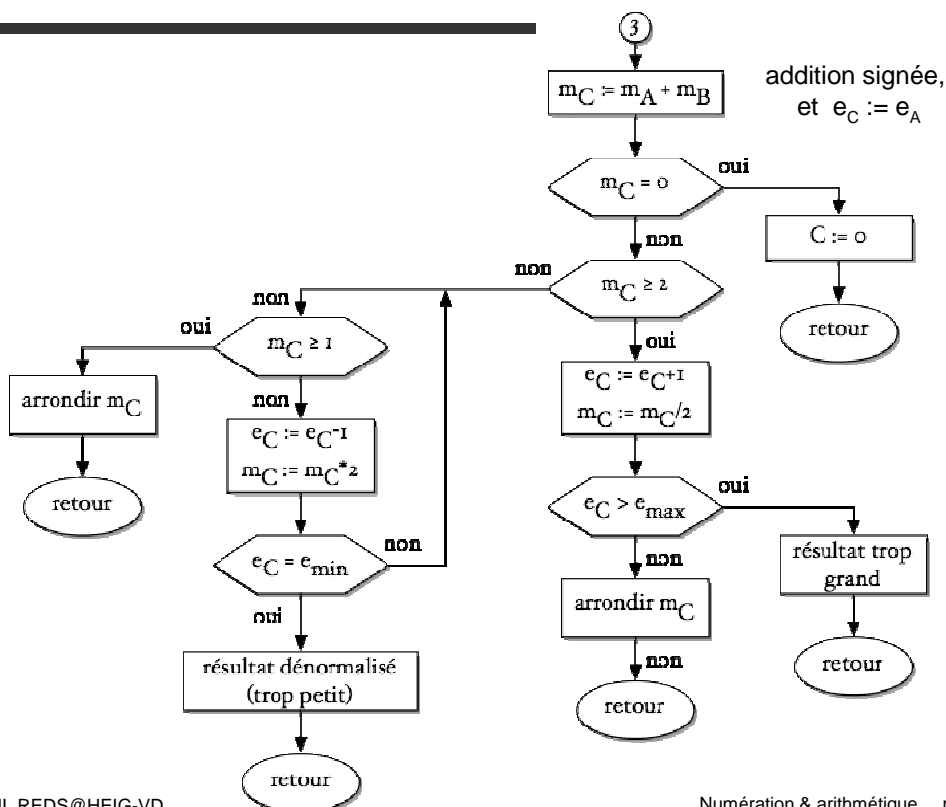 3
m_C := m_A + m_B
addition signée,
et e_C := e_A
m_C = 0
oui
C := 0
retour
non
m_C ≥ 2
non
non
m_C ≥ 1
oui
arrondir m_C
retour
non
e_C := e_C-1
m_C := m_C*2
e_C = e_min
non
oui
résultat dénormalisé
(trop petit)
retour
oui
e_C := e_C+1
m_C := m_C/2
e_C > e_max
oui
résultat trop
grand
retour
non
arrondir m_C
non
retour
REDS@HEIG-VD
Numération & arithmétique